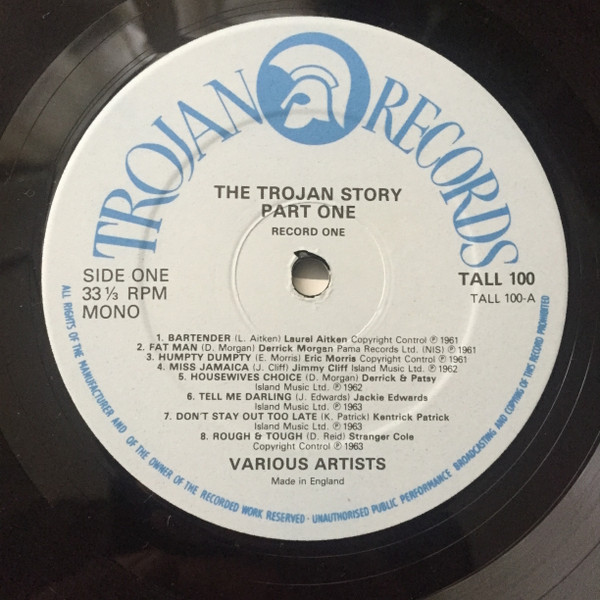 TROJAN RECORDS
THE TROJAN STORY
PART ONE
RECORD ONE
SIDE ONE
33 ⅓ RPM
MONO
TALL 100
TALL 100-A
1. BARTENDER (L. Aitken) Laurel Aitken Copyright Control ℗ 1961
2. FAT MAN (D. Morgan) Derrick Morgan Pama Records Ltd. (NIS) ℗ 1961
3. HUMPTY DUMPTY (E. Morris) Eric Morris Copyright Control ℗ 1961
4. MISS JAMAICA (J. Cliff) Jimmy Cliff Island Music Ltd. ℗ 1962
5. HOUSEWIVES CHOICE (D. Morgan) Derrick & Patsy
Island Music Ltd. ℗ 1962
6. TELL ME DARLING (J. Edwards) Jackie Edwards
Island Music Ltd. ℗ 1963
7. DON'T STAY OUT TOO LATE (K. Patrick) Kentrick Patrick
Island Music Ltd. ℗ 1963
8. ROUGH & TOUGH (D. Reid) Stranger Cole
Copyright Control ℗ 1963
VARIOUS ARTISTS
Made in England
ALL RIGHTS OF THE MANUFACTURER AND OF THE OWNER OF THE RECORDED WORK RESERVED · UNAUTHORISED PUBLIC PERFORMANCE BROADCASTING AND COPYING OF THIS RECORD PROHIBITED